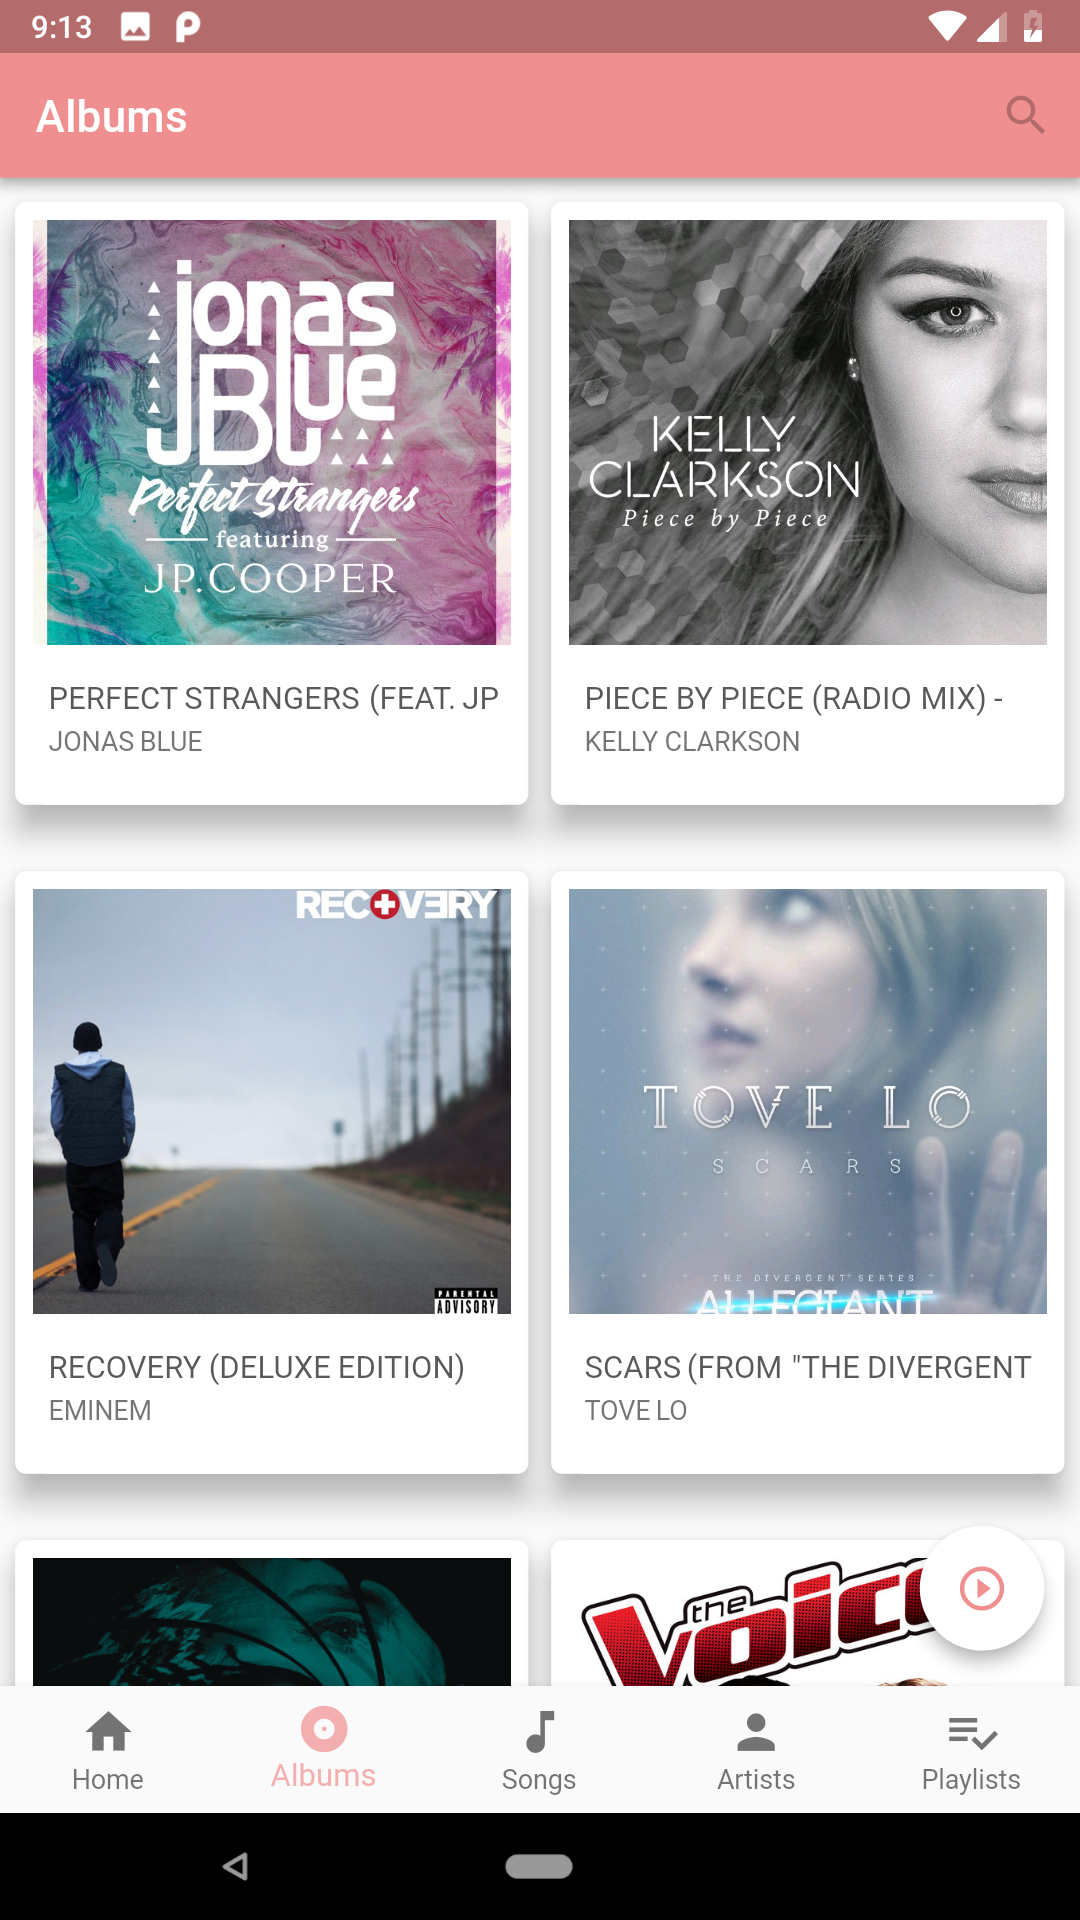 9:13
Albums
jonas
Blue
Perfect Strangers
featuring
JP.COOPER
KELLY
CLARKSON
Piece by Piece
PERFECT STRANGERS (FEAT. JP
JONAS BLUE
PIECE BY PIECE (RADIO MIX) -
KELLY CLARKSON
RECOVERY
PARENTAL
ADVISORY
TOVE LO
SCARS
THE DIVERGENT SERIES
ALLEGIANT
RECOVERY (DELUXE EDITION)
EMINEM
SCARS (FROM "THE DIVERGENT
TOVE LO
the
Voice
Home
Albums
Songs
Artists
Playlists